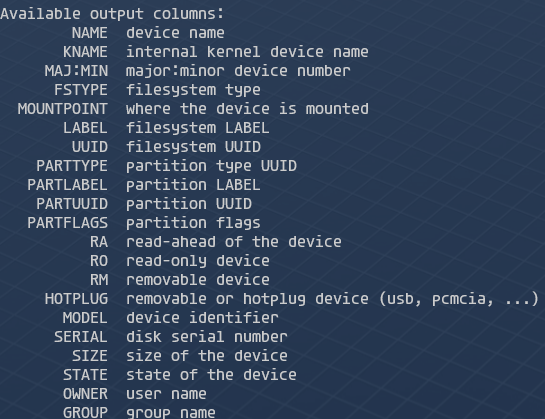 Available output columns:
NAME device name
KNAME internal kernel device name
MAJ:MIN major:minor device number
FSTYPE filesystem type
MOUNTPOINT where the device is mounted
LABEL filesystem LABEL
UUID filesystem UUID
PARTTYPE partition type UUID
PARTLABEL partition LABEL
PARTUUID partition UUID
PARTFLAGS partition flags
RA read-ahead of the device
RO read-only device
RM removable device
HOTPLUG removable or hotplug device (usb, pcmcia, ...)
MODEL device identifier
SERIAL disk serial number
SIZE size of the device
STATE state of the device
OWNER user name
GROUP group name